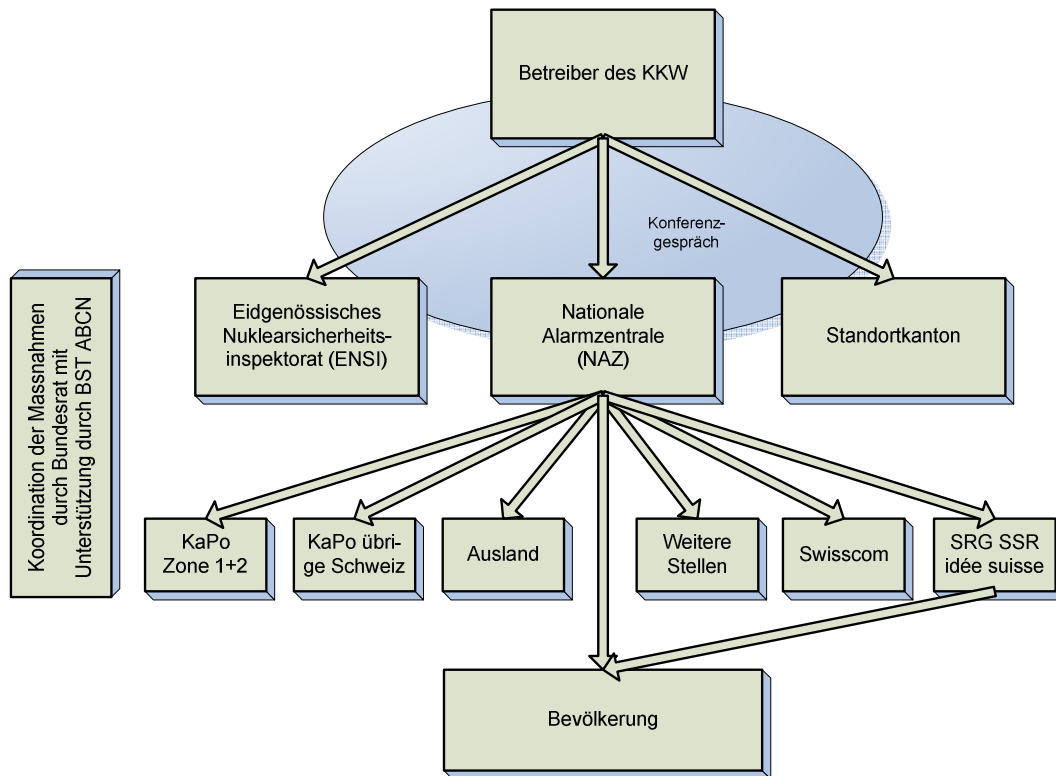 Betreiber des KKW
Konferenz-
gespräch
Eidgenössisches
Nuklearsicherheits-
inspektorat (ENSI)
Nationale
Alarmzentrale
(NAZ)
Standortkanton
Koordination der Massnahmen
durch Bundesrat mit
Unterstützung durch BST ABCN
KaPo
Zone 1+2
KaPo übri-
ge Schweiz
Ausland
Weitere
Stellen
Swisscom
SRG SSR
idée suisse
Bevölkerung